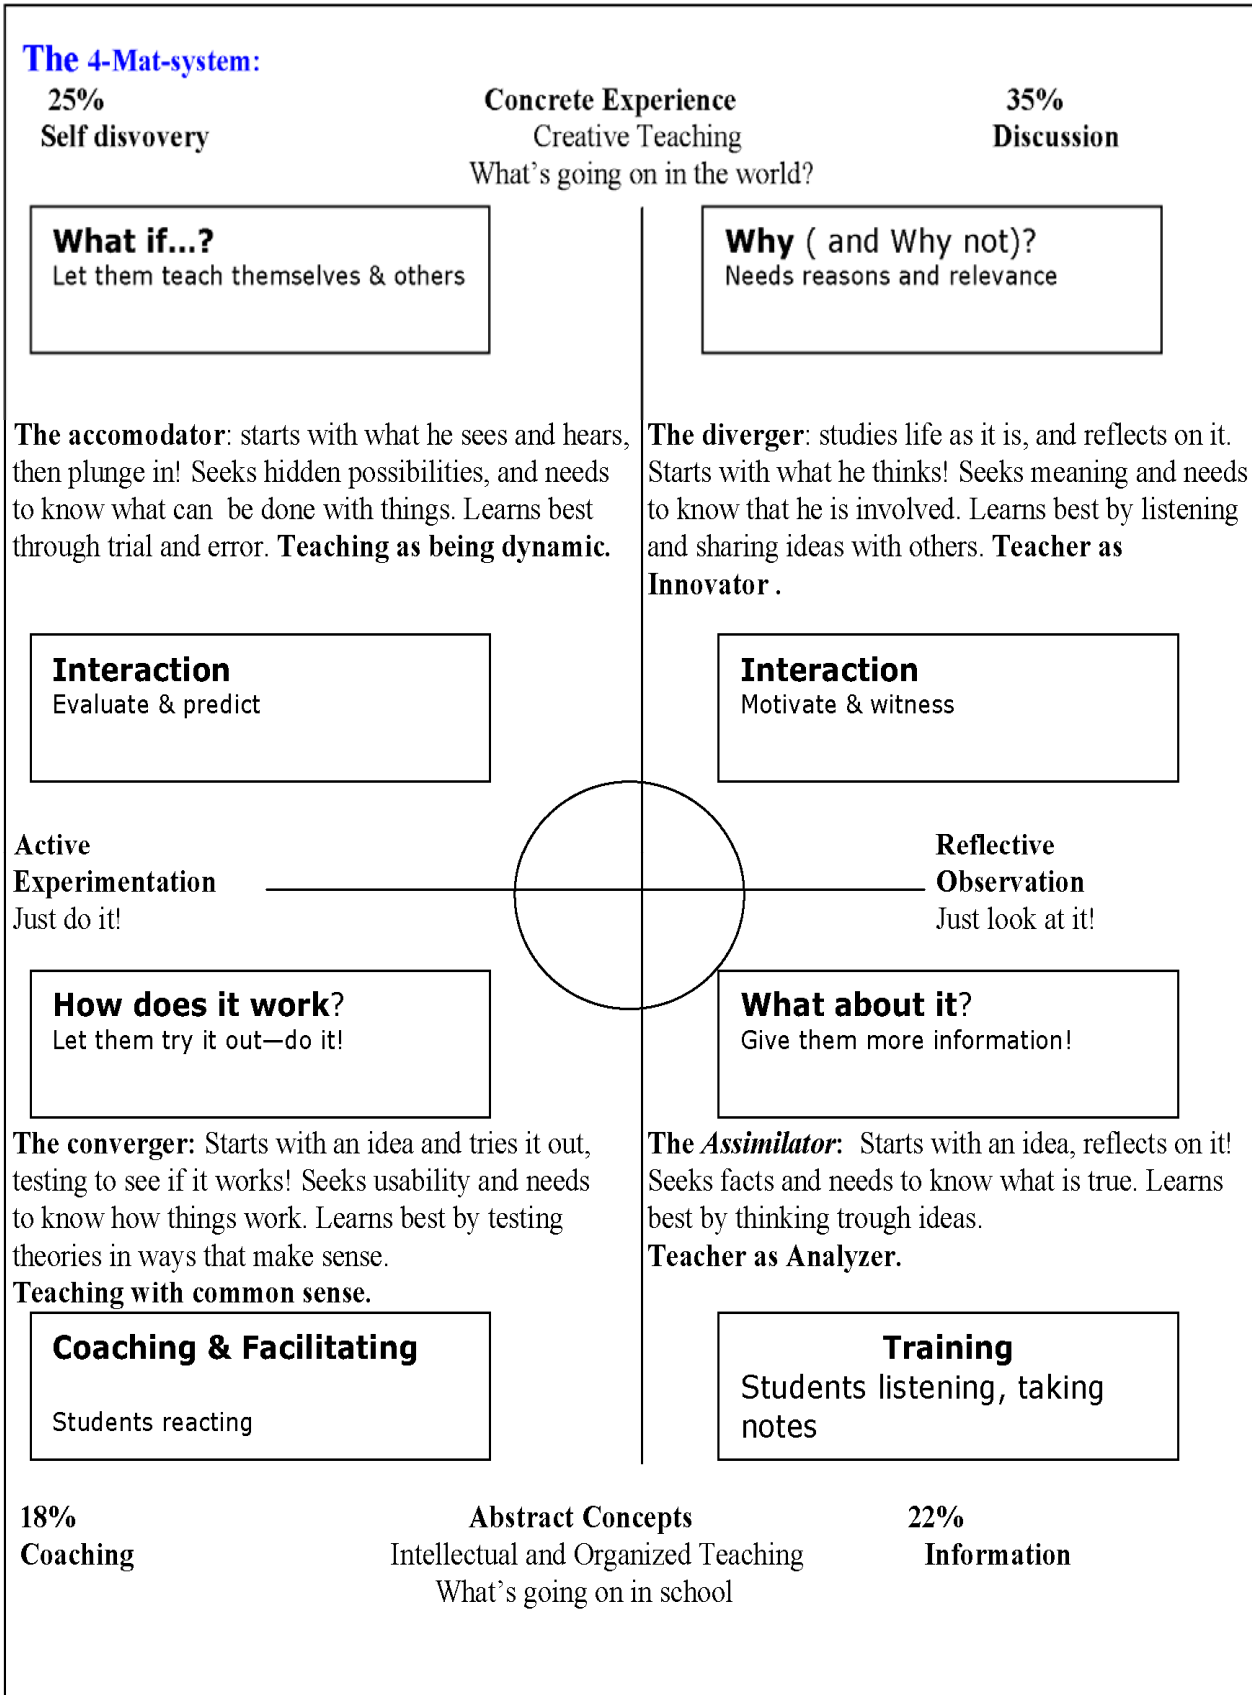 The 4-Mat-system:
25%
Concrete Experience
35%
Self disvovery
Creative Teaching
Discussion
What's going on in the world?
What if...?
Let them teach themselves & others
Why ( and Why not)?
Needs reasons and relevance
The accomodator: starts with what he sees and hears,
then plunge in! Seeks hidden possibilities, and needs
to know what can be done with things. Learns best
through trial and error. Teaching as being dynamic.
The diverger: studies life as it is, and reflects on it.
Starts with what he thinks! Seeks meaning and needs
to know that he is involved. Learns best by listening
and sharing ideas with others. Teacher as
Innovator .
Interaction
Evaluate & predict
Interaction
Motivate & witness
Active
Experimentation
Just do it!
Reflective
Observation
Just look at it!
How does it work?
Let them try it out—do it!
What about it?
Give them more information!
The converger: Starts with an idea and tries it out,
testing to see if it works! Seeks usability and needs
to know how things work. Learns best by testing
theories in ways that make sense.
Teaching with common sense.
The Assimilator: Starts with an idea, reflects on it!
Seeks facts and needs to know what is true. Learns
best by thinking trough ideas.
Teacher as Analyzer.
Coaching & Facilitating
Students reacting
Training
Students listening, taking
notes
18%
Abstract Concepts
22%
Coaching
Intellectual and Organized Teaching
Information
What's going on in school